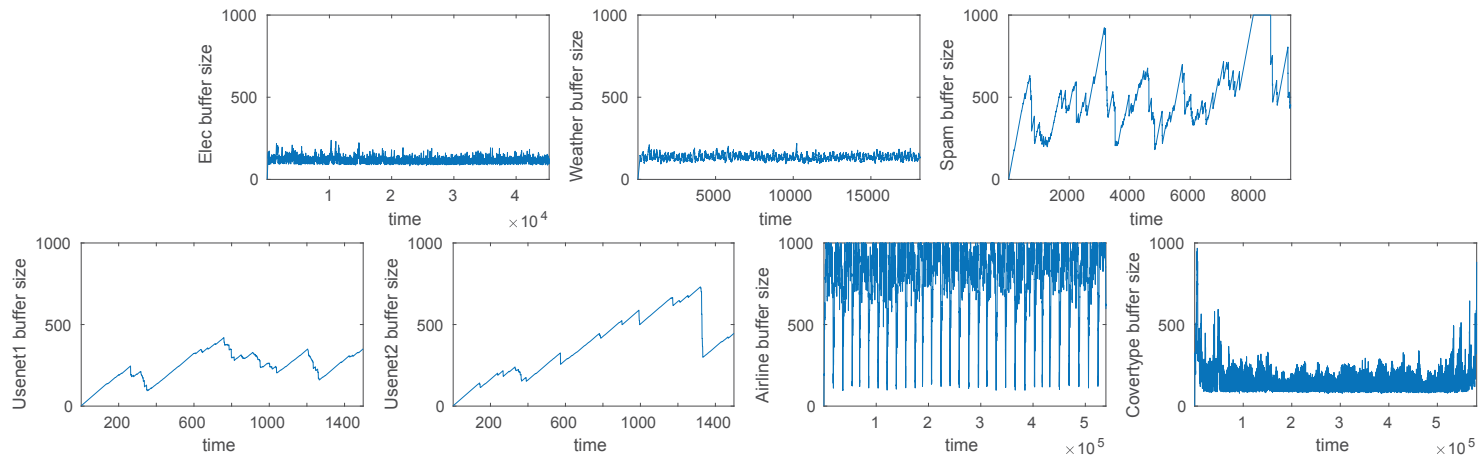 Elec buffer size
1000
500
0
1 2 3 4
time
×10^4
Weather buffer size
1000
500
0
5000 10000 15000
time
Spam buffer size
1000
500
0
2000 4000 6000 8000
time
Usenet1 buffer size
1000
500
0
200 600 1000 1400
time
Usenet2 buffer size
1000
500
0
200 600 1000 1400
time
Airline buffer size
1000
500
0
1 2 3 4 5
time
×10^5
Covertype buffer size
1000
500
0
1 2 3 4 5
time
×10^5